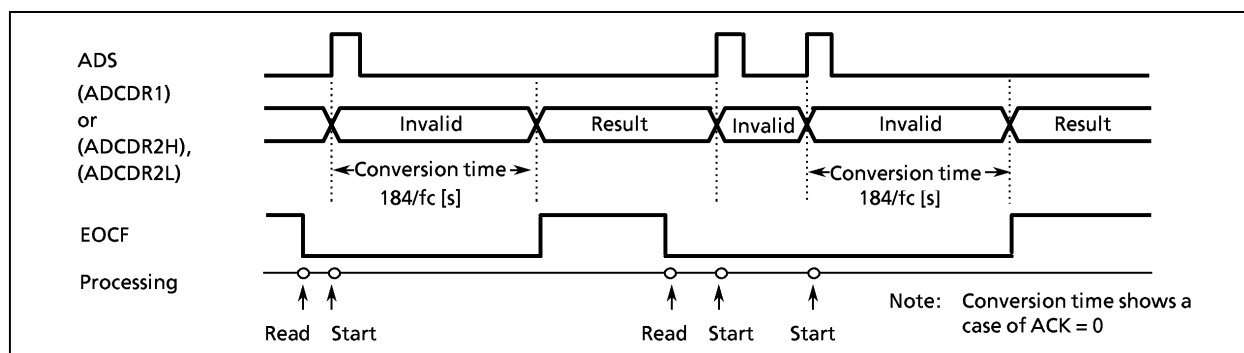 ADS
(ADCDR1)
or
(ADCDR2H),
(ADCDR2L)
Invalid
Result
Invalid
Invalid
Result
Conversion time
184/fc [s]
Conversion time
184/fc [s]
EOCF
Processing
Read
Start
Read
Start
Start
Note: Conversion time shows a
case of ACK = 0